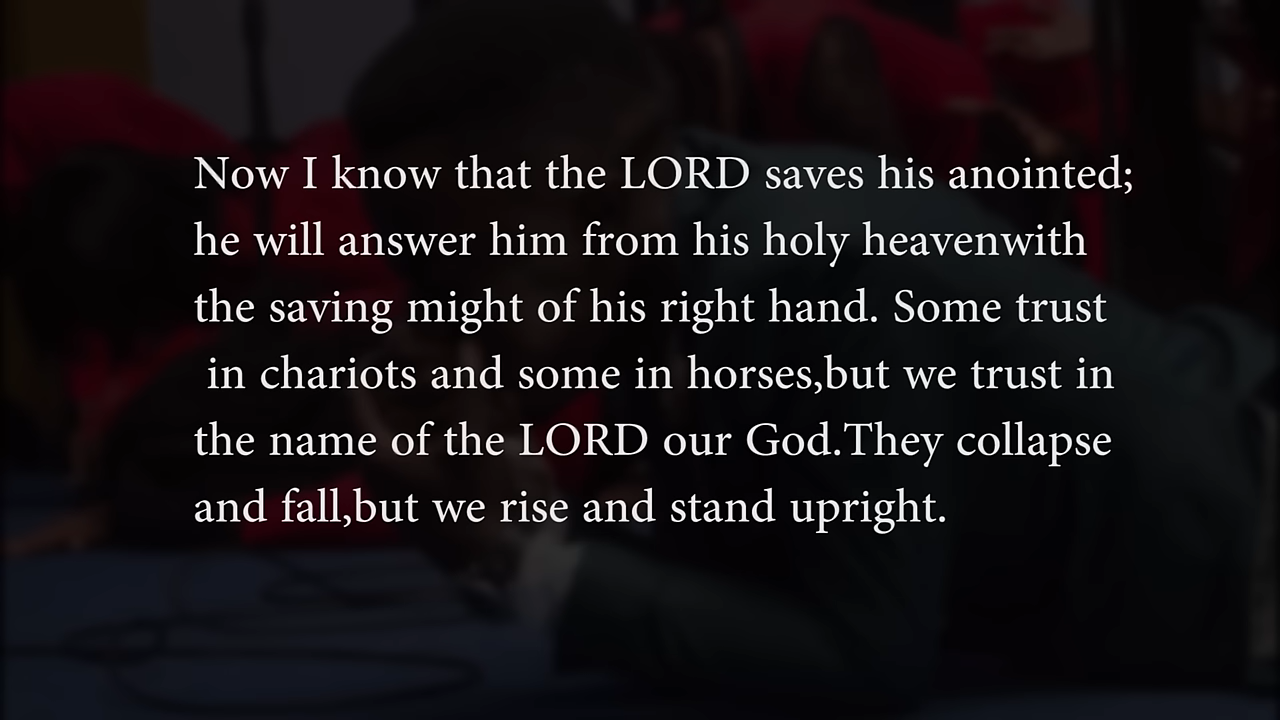 Now I know that the LORD saves his anointed;
he will answer him from his holy heavenwith
the saving might of his right hand. Some trust
in chariots and some in horses,but we trust in
the name of the LORD our God.They collapse
and fall,but we rise and stand upright.